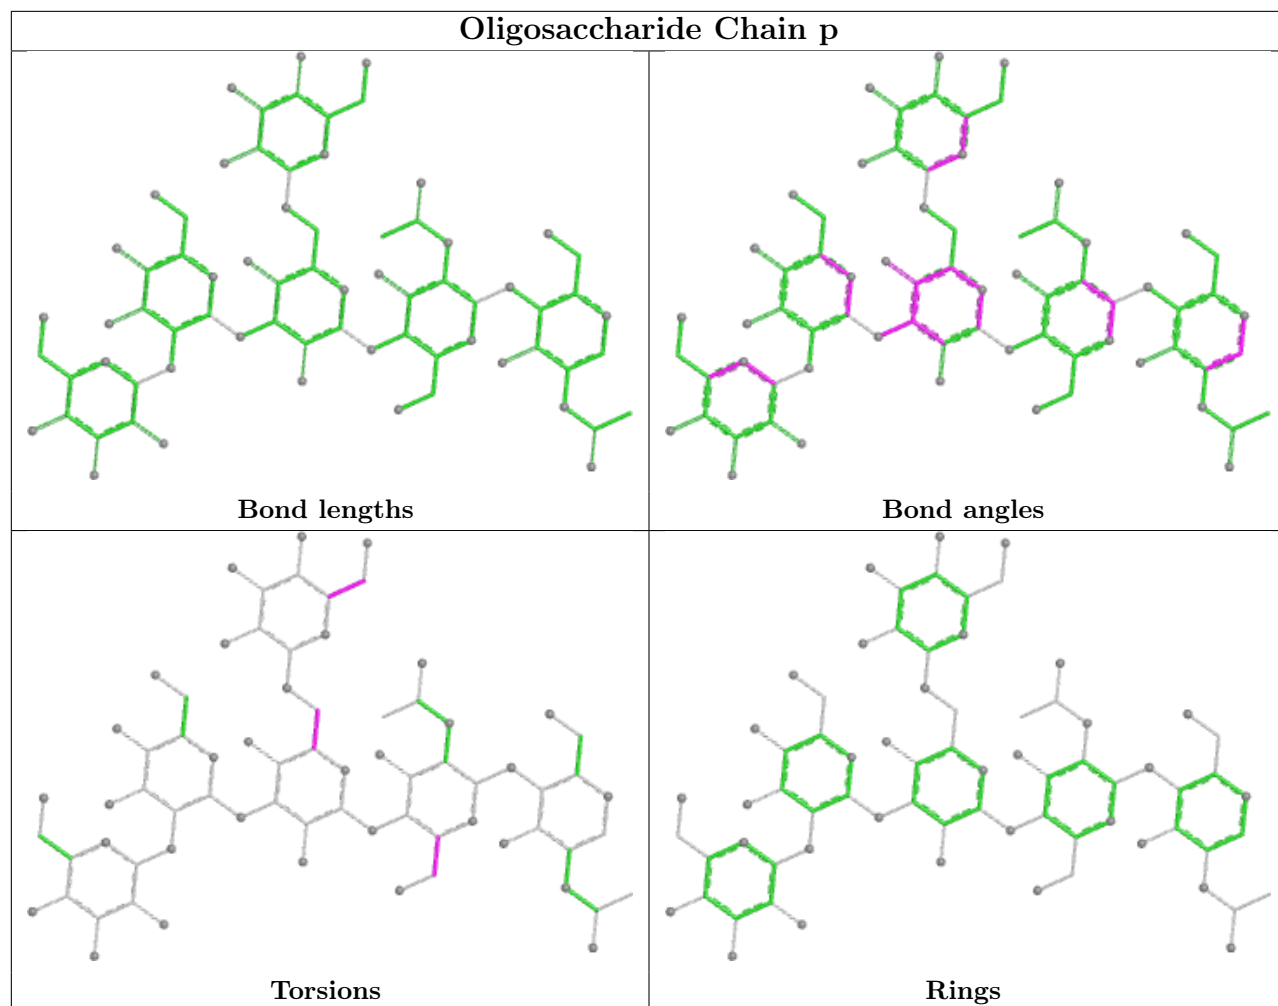 Oligosaccharide Chain p
Bond lengths
Bond angles
Torsions
Rings